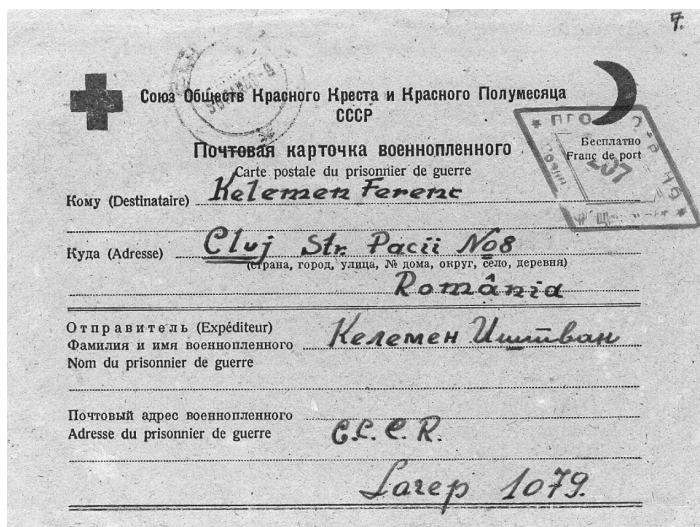 7.
Союз Обществ Красного Креста и Красного Полумесяца
СССР
Почтовая карточка военнопленного
Carte postale du prisonnier de guerre
Бесплатно
Franc de port
Кому (Destinataire) Kelemen Ferenc
Куда (Adresse) Cluj Str. Pacii No8
(страна, город, улица, № дома, округ, село, деревня)
România
Отправитель (Expéditeur)
Фамилия и имя военнопленного Келемен Иштван
Nom du prisonnier de guerre
Почтовый адрес военнопленного
Adresse du prisonnier de guerre C.C.C.R.
Лагер 1079.